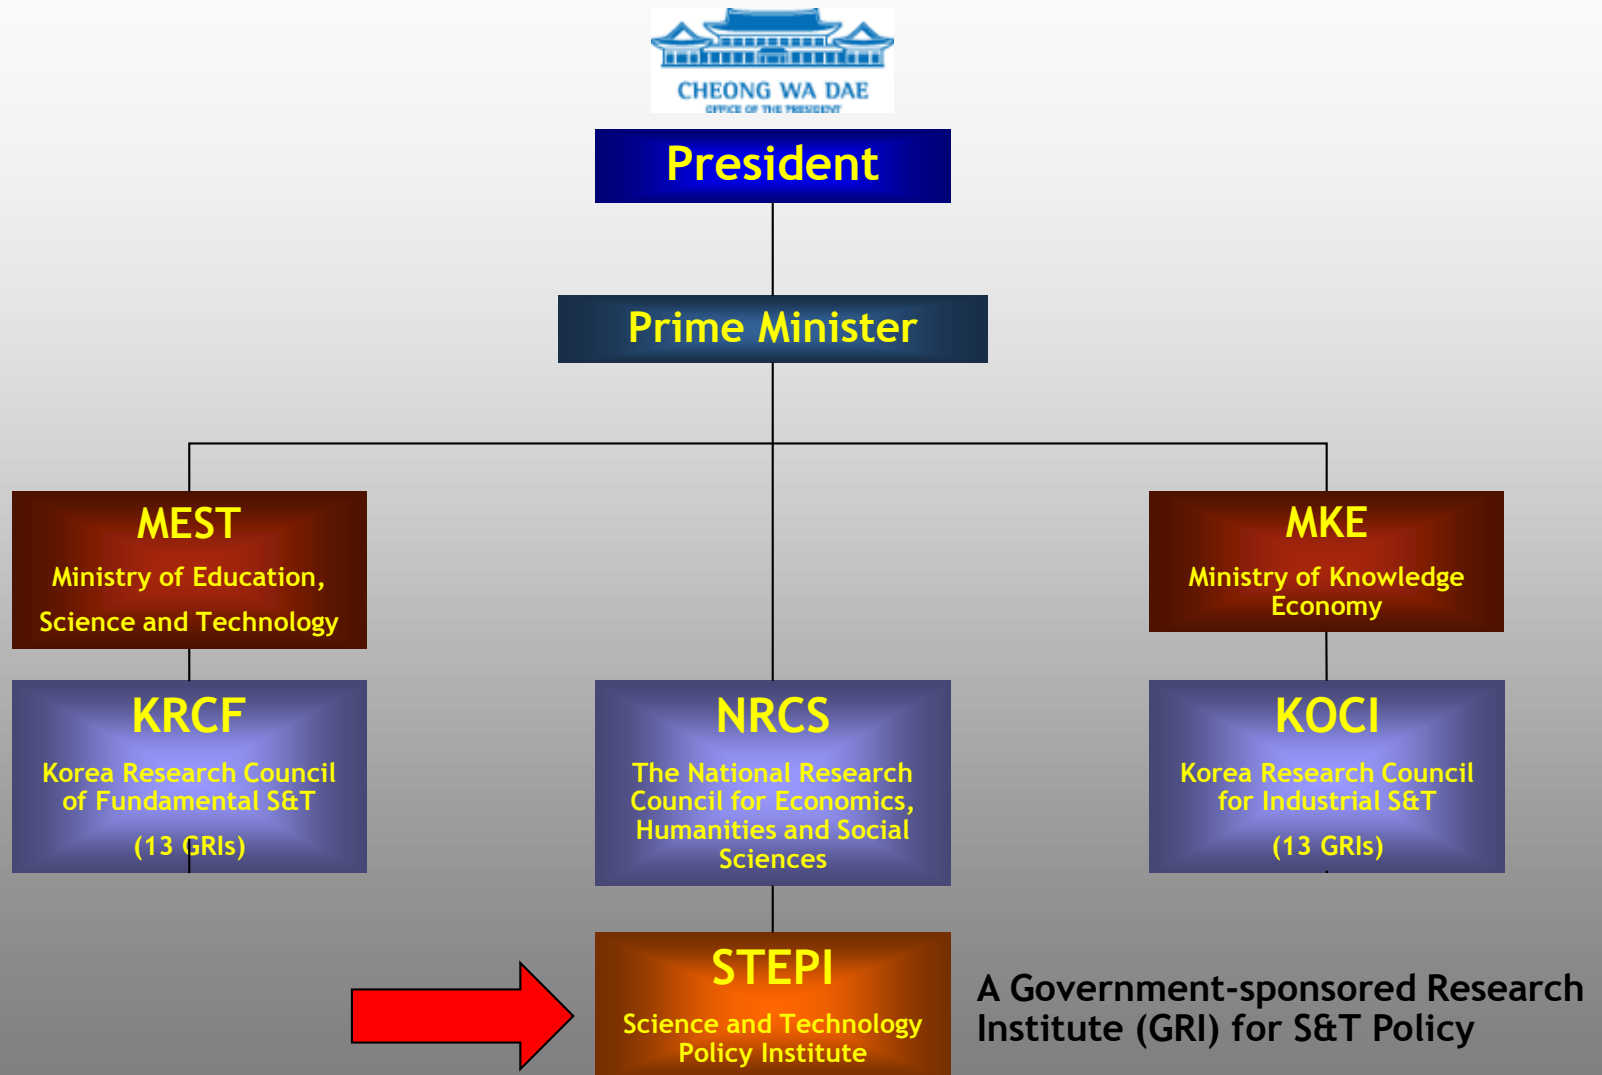 CHEONG WA DAE
OFFICE OF THE PRESIDENT
President
Prime Minister
MEST
Ministry of Education,
Science and Technology
MKE
Ministry of Knowledge
Economy
KRCF
Korea Research Council
of Fundamental S&T
(13 GRIs)
NRCS
The National Research
Council for Economics,
Humanities and Social
Sciences
KOCI
Korea Research Council
for Industrial S&T
(13 GRIs)
STEPI
Science and Technology
Policy Institute
A Government-sponsored Research
Institute (GRI) for S&T Policy